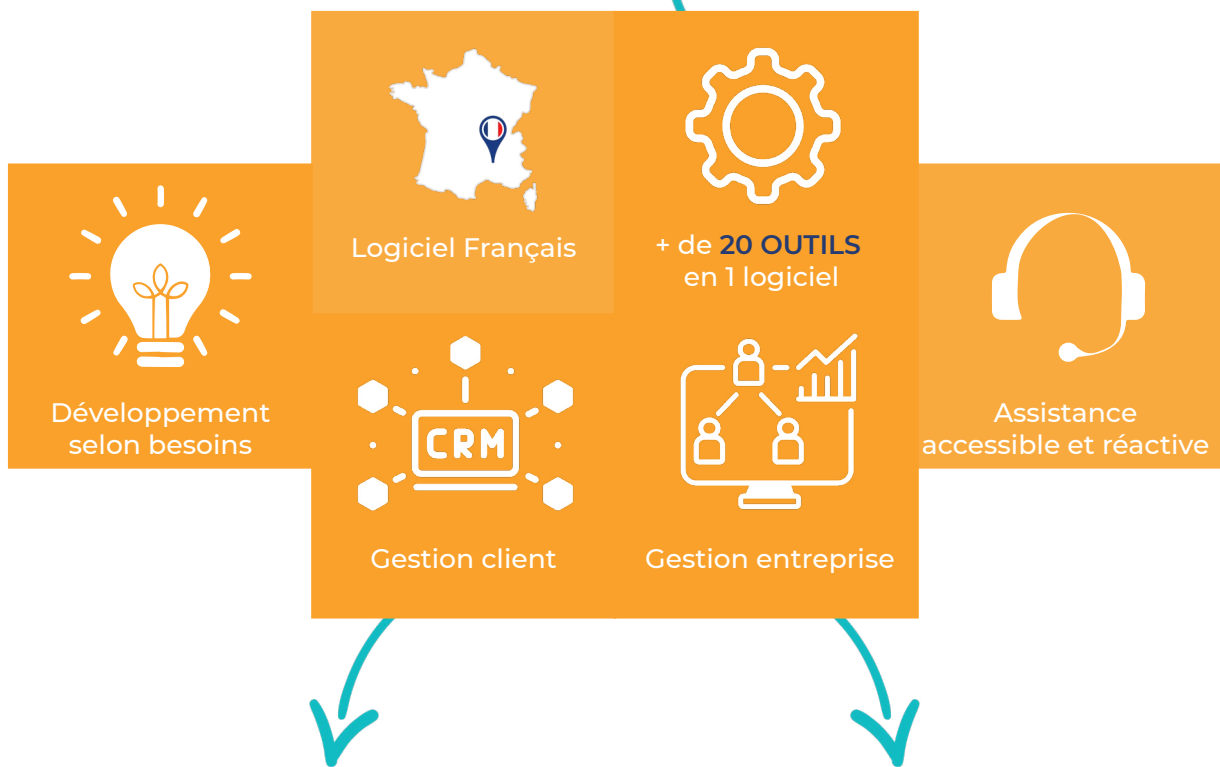 Logiciel Français
+ de 20 OUTILS
en 1 logiciel
Développement
selon besoins
CRM
Assistance
accessible et réactive
Gestion client
Gestion entreprise